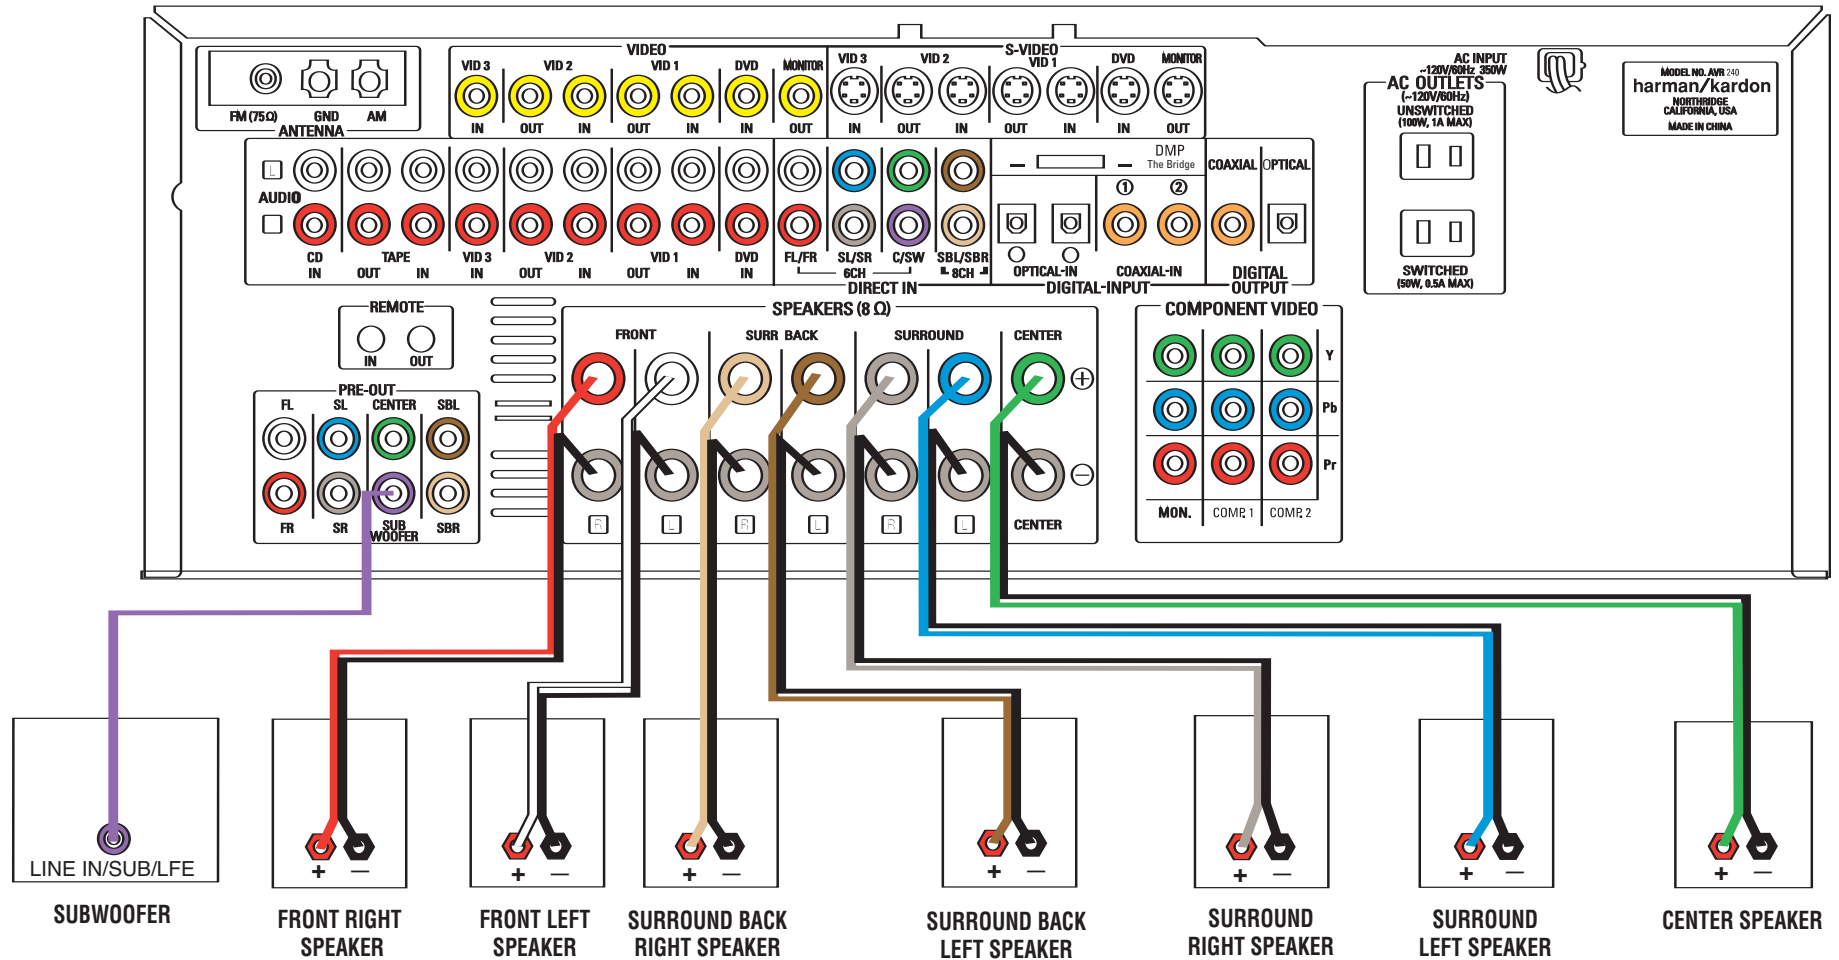 VIDEO
S-VIDEO
VID 3 VID 2 VID 1 DVD MONITOR
VID 3 VID 2 VID 1 DVD MONITOR
IN OUT IN OUT IN IN OUT
IN OUT IN OUT IN IN OUT
FM (75Ω) GND AM
ANTENNA
AC INPUT
~120V/60Hz 350W
AC OUTLETS
(~120V/60Hz)
UNSWITCHED
(100W, 1A MAX)
SWITCHED
(50W, 0.5A MAX)
MODEL NO. AVR 240
harman/kardon
NORTHRIDGE
CALIFORNIA, USA
MADE IN CHINA
L
AUDIO
CD TAPE VID 3 VID 2 VID 1 DVD
IN OUT IN IN OUT IN OUT IN IN
FL/FR SL/SR C/SW SBL/SBR
6CH 8CH
DIRECT IN
DMP
The Bridge
1 2
OPTICAL-IN COAXIAL-IN
DIGITAL-INPUT
COAXIAL OPTICAL
DIGITAL
OUTPUT
REMOTE
IN OUT
PRE-OUT
FL SL CENTER SBL
FR SR SUB WOOFER SBR
SPEAKERS (8 Ω)
FRONT SURR BACK SURROUND CENTER
+
−
R L R L R L CENTER
COMPONENT VIDEO
Y
Pb
Pr
MON. COMP. 1 COMP. 2
LINE IN/SUB/LFE
+ − + − + − + − + − + − + −
SUBWOOFER
FRONT RIGHT
SPEAKER
FRONT LEFT
SPEAKER
SURROUND BACK
RIGHT SPEAKER
SURROUND BACK
LEFT SPEAKER
SURROUND
RIGHT SPEAKER
SURROUND
LEFT SPEAKER
CENTER SPEAKER